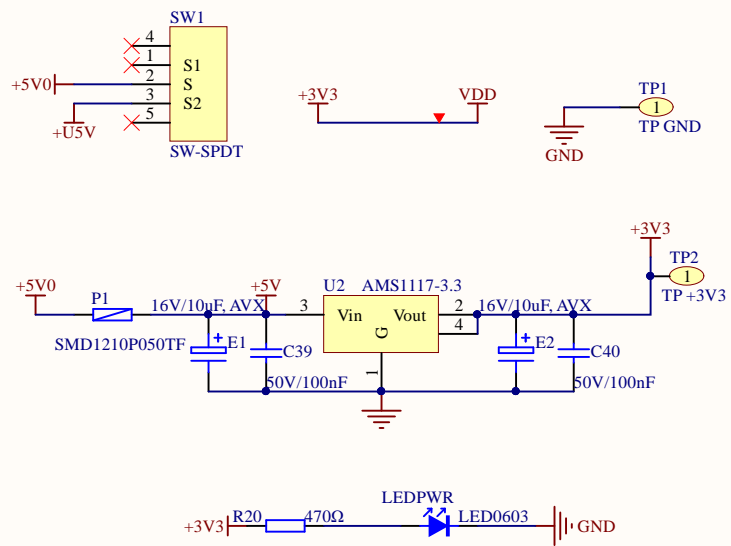 SW1
4
1
S1
+5V0
2
S
3
S2
+U5V
5
SW-SPDT
+3V3
VDD
TP1
1
TP GND
GND
+3V3
TP2
1
TP +3V3
+5V0
P1
SMD1210P050TF
16V/10uF, AVX
+5V
E1
C39
50V/100nF
U2
AMS1117-3.3
3
Vin
Vout
2
4
G
1
16V/10uF, AVX
E2
C40
50V/100nF
LEDPWR
+3V3
R20
470Ω
LED0603
GND